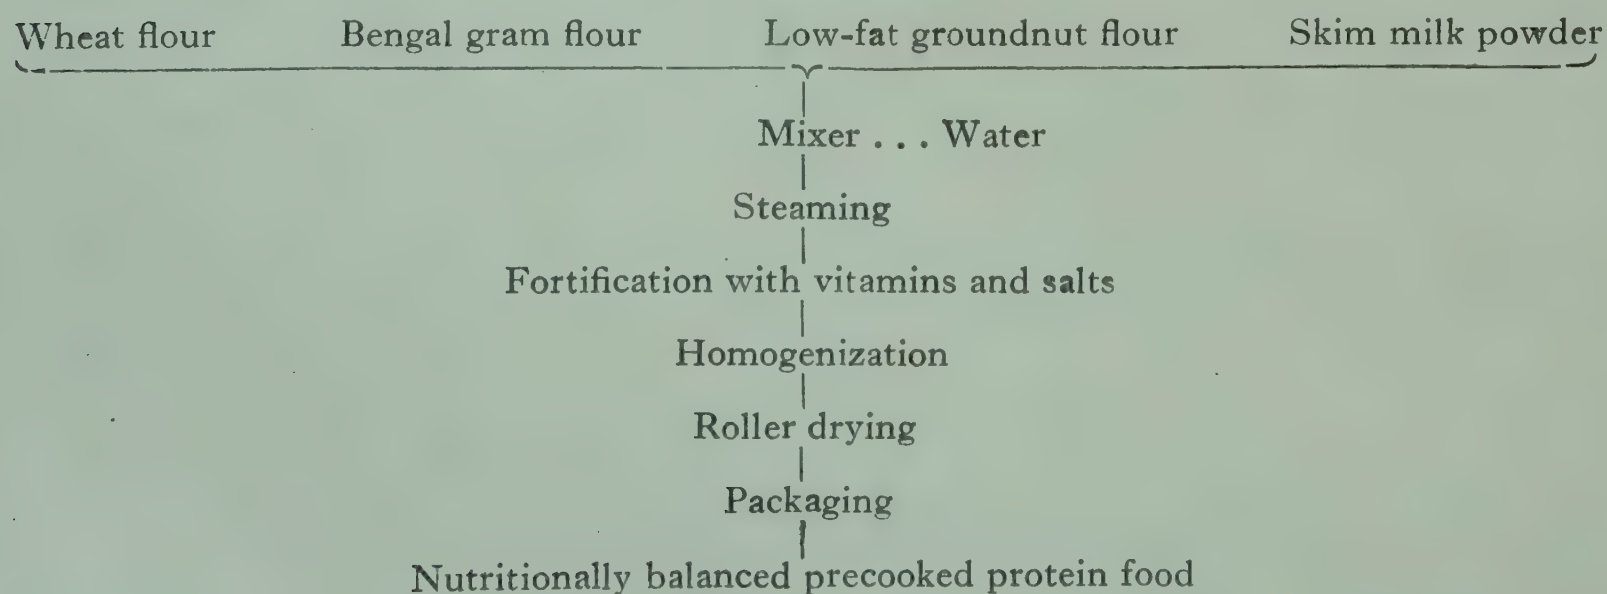 Wheat flour Bengal gram flour Low-fat groundnut flour Skim milk powder
Mixer . . . Water
Steaming
Fortification with vitamins and salts
Homogenization
Roller drying
Packaging
Nutritionally balanced precooked protein food